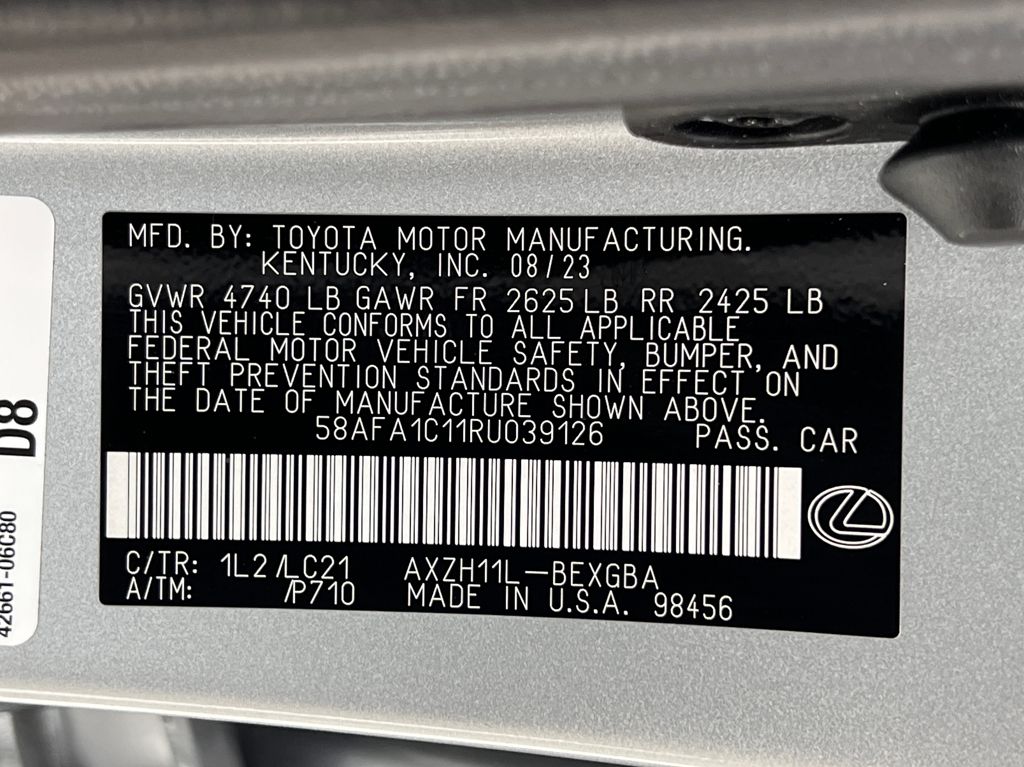 MFD. BY: TOYOTA MOTOR MANUFACTURING.
KENTUCKY, INC. 08/23
GVWR 4740 LB GAWR FR 2625 LB RR 2425 LB
THIS VEHICLE CONFORMS TO ALL APPLICABLE
FEDERAL MOTOR VEHICLE SAFETY, BUMPER, AND
THEFT PREVENTION STANDARDS IN EFFECT ON
THE DATE OF MANUFACTURE SHOWN ABOVE.
58AFA1C11RU039126 PASS. CAR
C/TR: 1L2/LC21 AXZH11L-BEXGBA
A/TM: /P710 MADE IN U.S.A. 98456
D8
42661-06C80